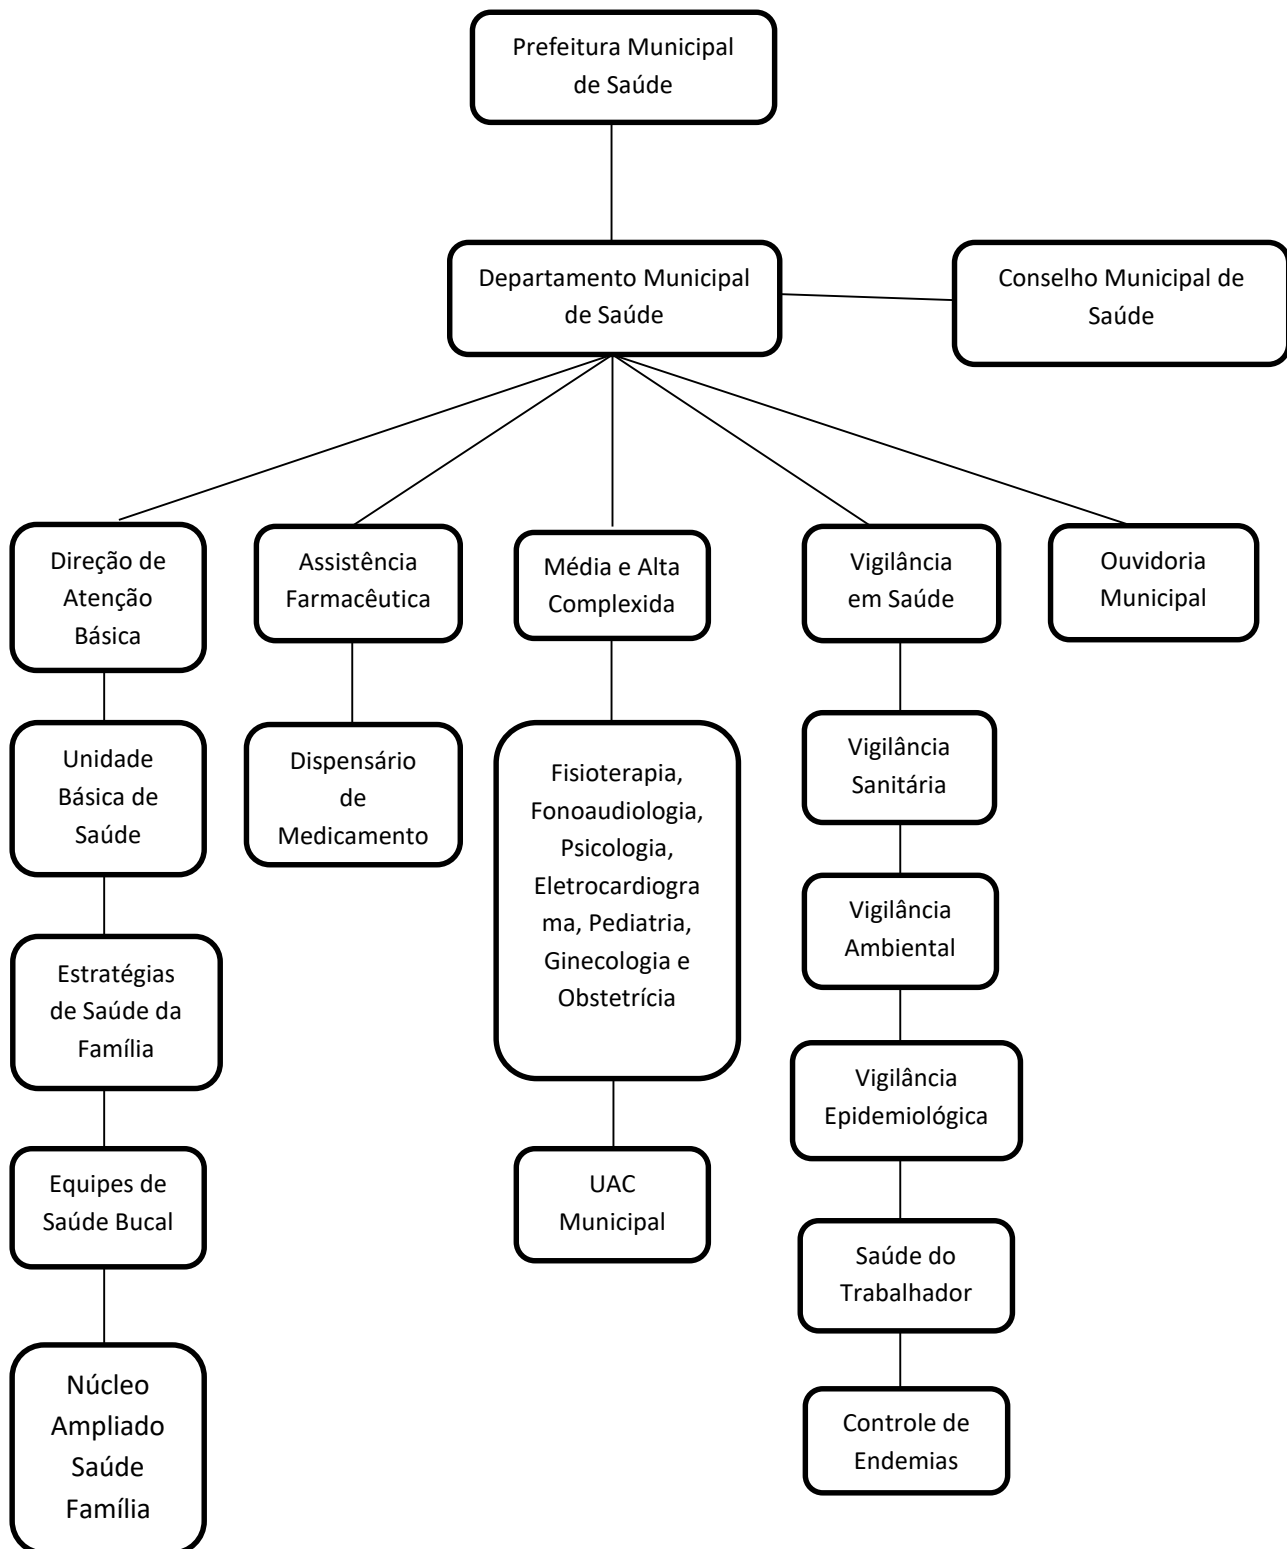 Prefeitura Municipal
de Saúde
Departamento Municipal
de Saúde
Conselho Municipal de
Saúde
Direção de
Atenção
Básica
Assistência
Farmacêutica
Média e Alta
Complexida
Vigilância
em Saúde
Ouvidoria
Municipal
Unidade
Básica de
Saúde
Dispensário
de
Medicamento
Fisioterapia,
Fonoaudiologia,
Psicologia,
Eletrocardiogra
ma, Pediatria,
Ginecologia e
Obstetrícia
Vigilância
Sanitária
Vigilância
Ambiental
Estratégias
de Saúde da
Família
Vigilância
Epidemiológica
Equipes de
Saúde Bucal
UAC
Municipal
Saúde do
Trabalhador
Núcleo
Ampliado
Saúde
Família
Controle de
Endemias